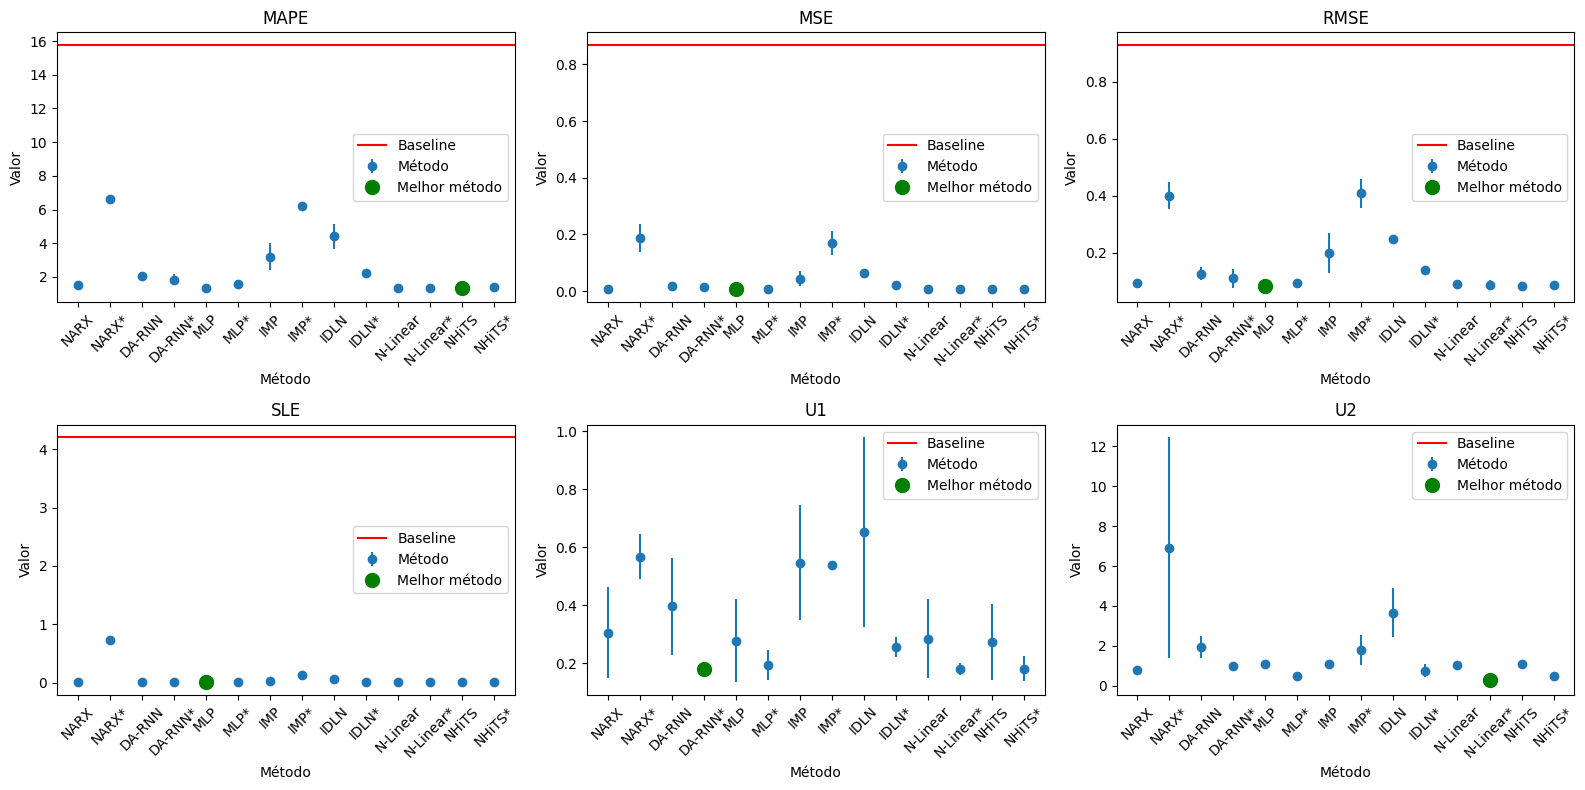 MAPE
Valor
16
14
12
10
8
6
4
2
Baseline
Método
Melhor método
NARX
NARX*
DA-RNN
DA-RNN*
MLP
MLP*
IMP
IMP*
IDLN
IDLN*
N-Linear
N-Linear*
NHiTS
NHiTS*
Método
MSE
Valor
0.8
0.6
0.4
0.2
0.0
Baseline
Método
Melhor método
NARX
NARX*
DA-RNN
DA-RNN*
MLP
MLP*
IMP
IMP*
IDLN
IDLN*
N-Linear
N-Linear*
NHiTS
NHiTS*
Método
RMSE
Valor
0.8
0.6
0.4
0.2
Baseline
Método
Melhor método
NARX
NARX*
DA-RNN
DA-RNN*
MLP
MLP*
IMP
IMP*
IDLN
IDLN*
N-Linear
N-Linear*
NHiTS
NHiTS*
Método
SLE
Valor
4
3
2
1
0
Baseline
Método
Melhor método
NARX
NARX*
DA-RNN
DA-RNN*
MLP
MLP*
IMP
IMP*
IDLN
IDLN*
N-Linear
N-Linear*
NHiTS
NHiTS*
Método
U1
Valor
1.0
0.8
0.6
0.4
0.2
Baseline
Método
Melhor método
NARX
NARX*
DA-RNN
DA-RNN*
MLP
MLP*
IMP
IMP*
IDLN
IDLN*
N-Linear
N-Linear*
NHiTS
NHiTS*
Método
U2
Valor
12
10
8
6
4
2
0
Baseline
Método
Melhor método
NARX
NARX*
DA-RNN
DA-RNN*
MLP
MLP*
IMP
IMP*
IDLN
IDLN*
N-Linear
N-Linear*
NHiTS
NHiTS*
Método